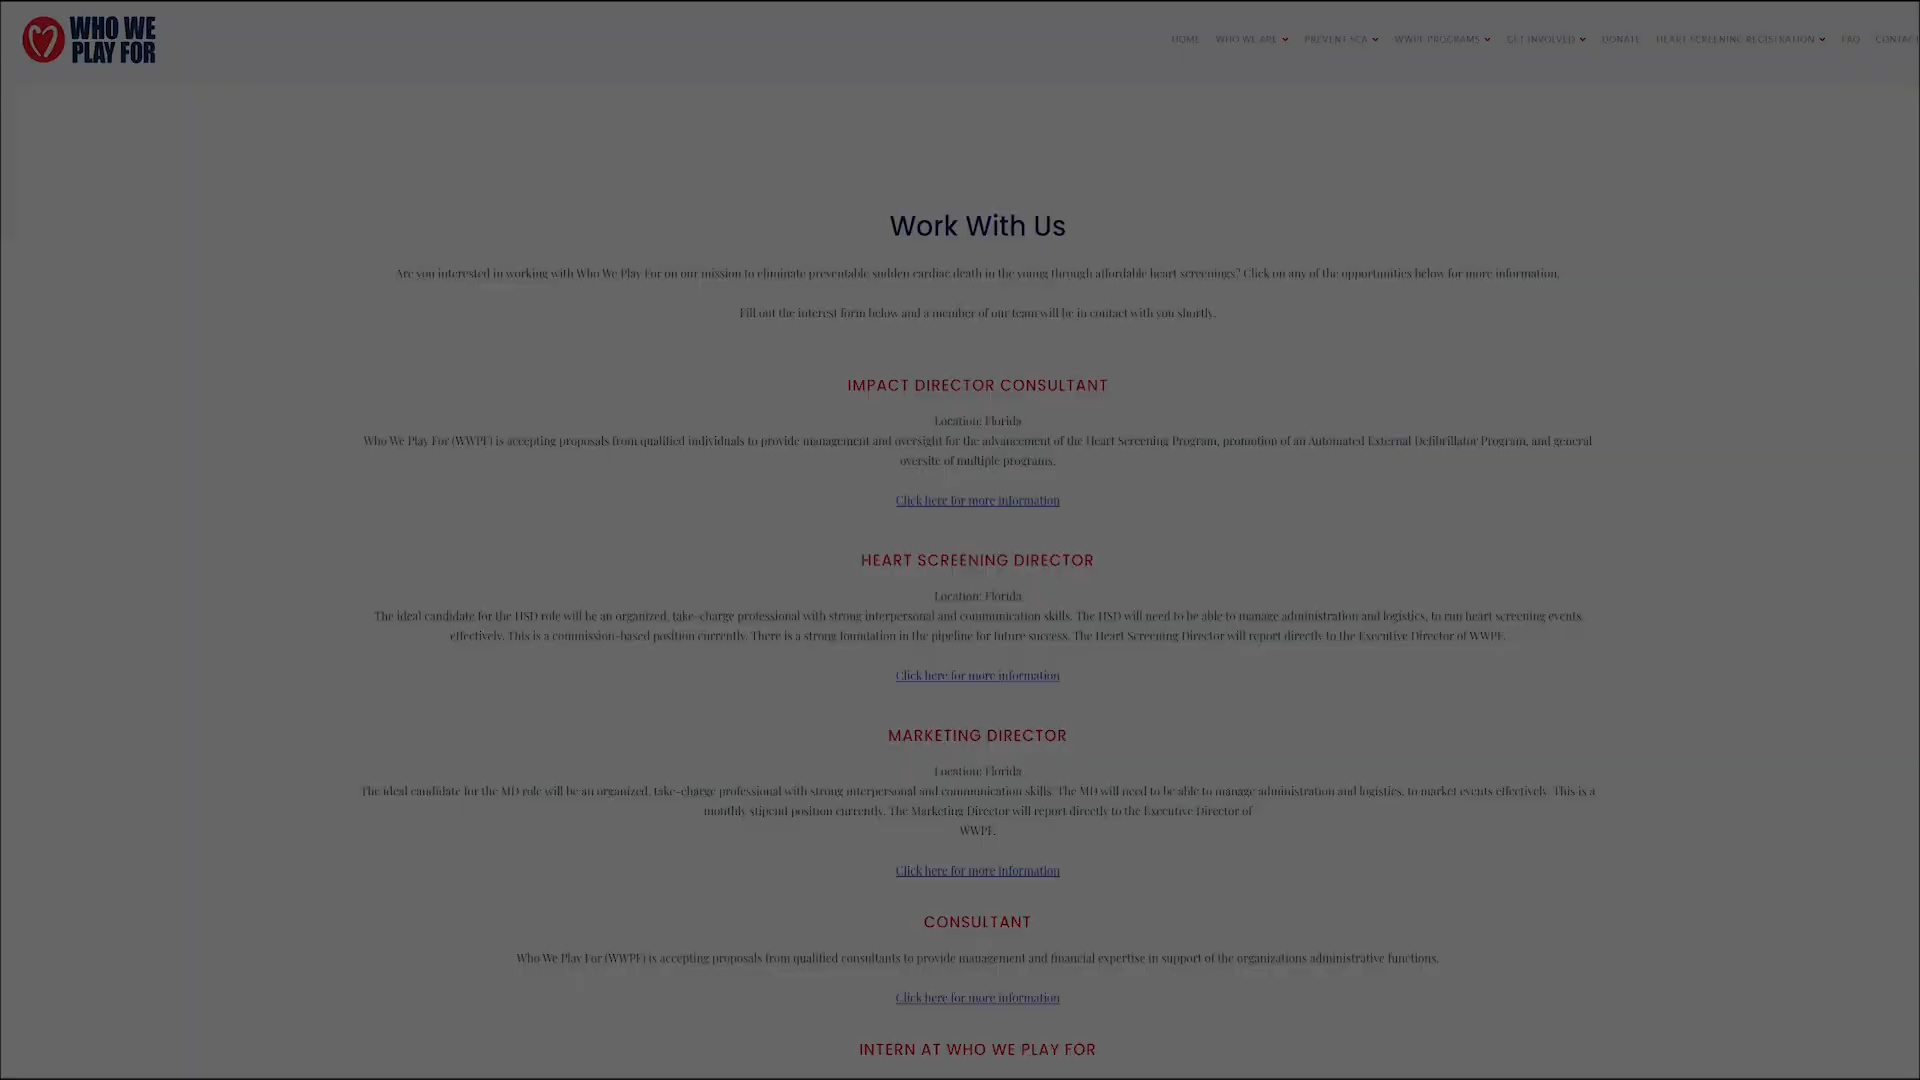 WHO WE
PLAY FOR
HOME WHO WE ARE PREVENT SCA WWPF PROGRAMS GET INVOLVED DONATE HEART SCREENING REGISTRATION FAQ CONTAC
Work With Us
Are you interested in working with Who We Play For on our mission to eliminate preventable sudden cardiac death in the young through affordable heart screenings? Click on any of the opportunities below for more information.
Fill out the interest form below and a member of our team will be in contact with you shortly.
IMPACT DIRECTOR CONSULTANT
Location: Florida
Who We Play For (WWPF) is accepting proposals from qualified individuals to provide management and oversight for the advancement of the Heart Screening Program, promotion of an Automated External Defibrillator Program, and general
oversite of multiple programs.
Click here for more information
HEART SCREENING DIRECTOR
Location: Florida
The ideal candidate for the HSD role will be an organized, take-charge professional with strong interpersonal and communication skills. The HSD will need to be able to manage administration and logistics, to run heart screening events
effectively. This is a commission-based position currently. There is a strong foundation in the pipeline for future success. The Heart Screening Director will report directly to the Executive Director of WWPF.
Click here for more information
MARKETING DIRECTOR
Location: Florida
The ideal candidate for the MD role will be an organized, take-charge professional with strong interpersonal and communication skills. The MD will need to be able to manage administration and logistics, to market events effectively. This is a
monthly stipend position currently. The Marketing Director will report directly to the Executive Director of
WWPF.
Click here for more information
CONSULTANT
Who We Play For (WWPF) is accepting proposals from qualified consultants to provide management and financial expertise in support of the organizations administrative functions.
Click here for more information
INTERN AT WHO WE PLAY FOR